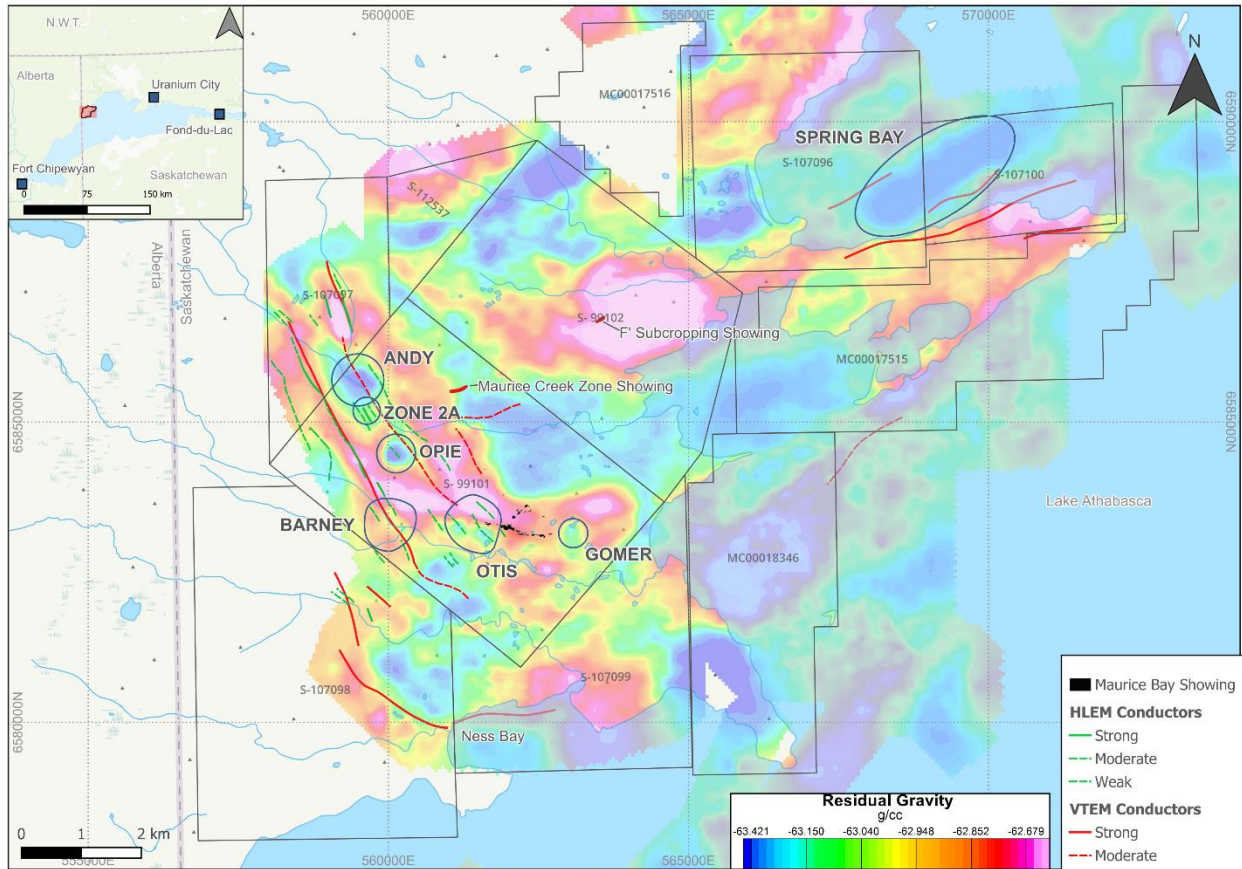 560000E
565000E
570000E
N.W.T.
Alberta
Uranium City
Fond-du-Lac
Fort Chipewyan
Saskatchewan
0 75 150 km
N
MC00017516
6590000N
SPRING BAY
S-107096
S-107100
S-112537
Alberta
Saskatchewan
S-107097
S- 99102
F' Subcropping Showing
MC00017515
ANDY
Maurice Creek Zone Showing
ZONE 2A
6585000N
6585000N
OPIE
S- 99101
Lake Athabasca
BARNEY
OTIS
GOMER
MC00018346
S-107098
S-107099
6580000N
6580000N
Ness Bay
Maurice Bay Showing
HLEM Conductors
Strong
Moderate
Weak
VTEM Conductors
Strong
Moderate
Residual Gravity
g/cc
-63.421 -63.150 -63.040 -62.948 -62.852 -62.679
0 1 2 km
555000E
560000E
565000E